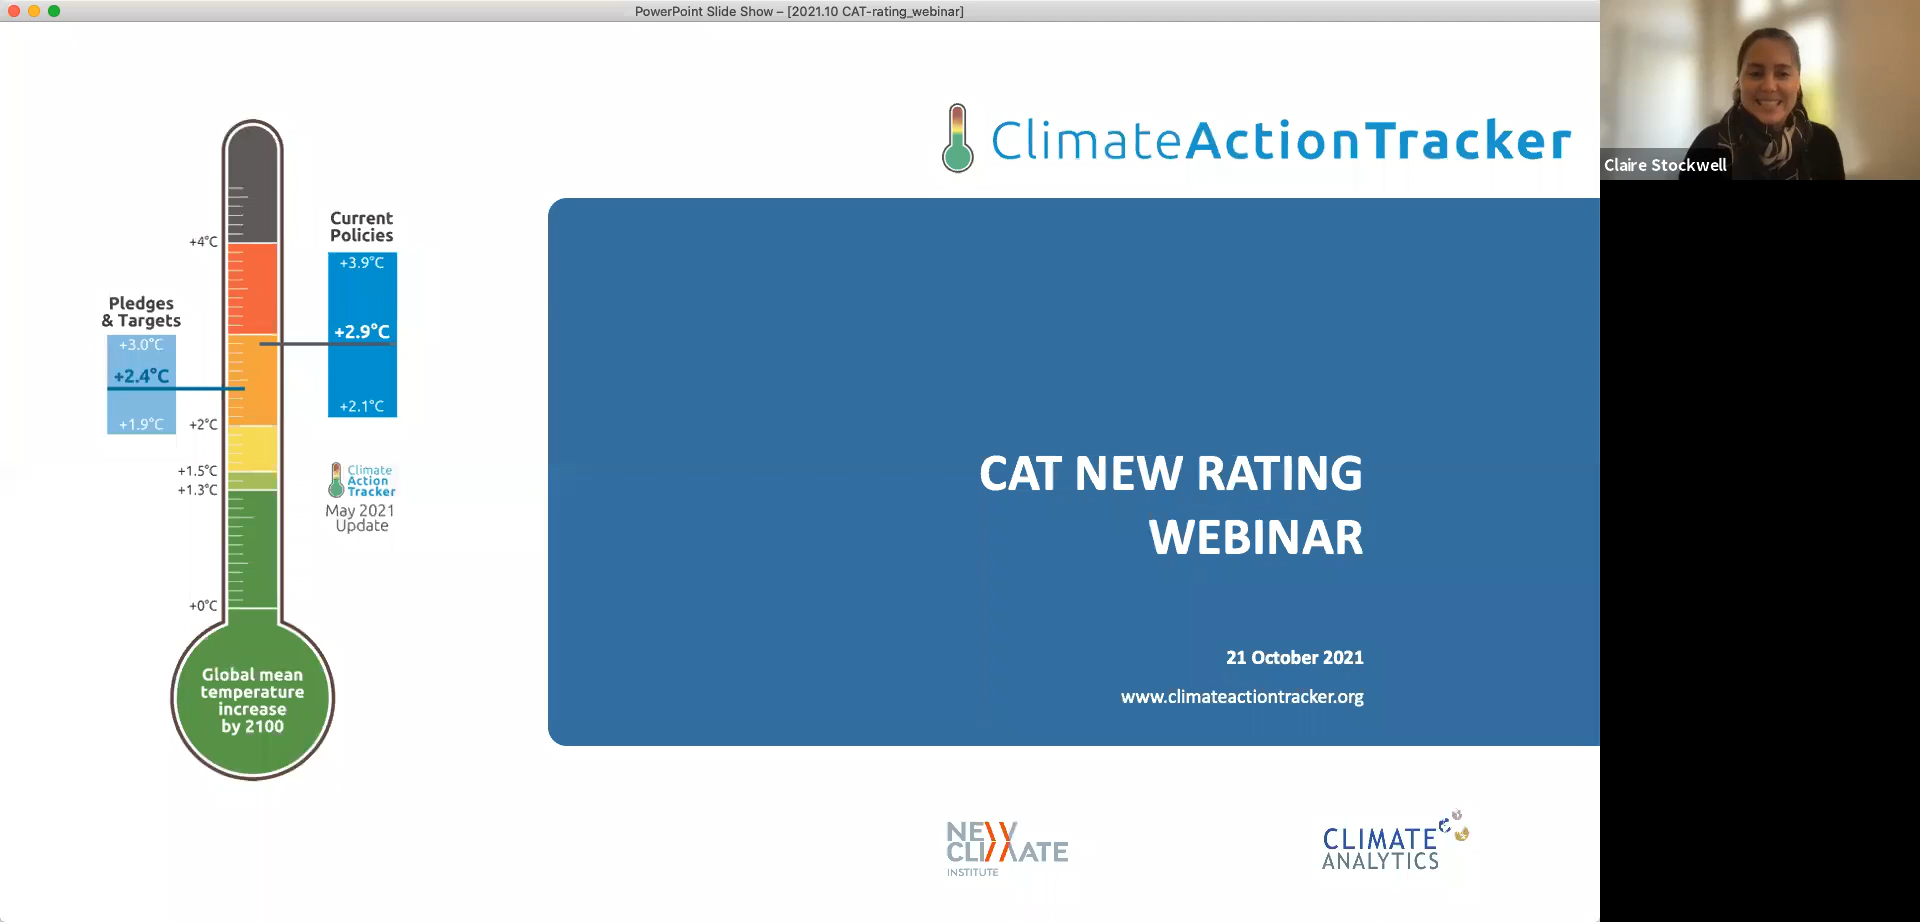 PowerPoint Slide Show – [2021.10 CAT-rating_webinar]
ClimateActionTracker
Claire Stockwell
Current
Policies
+3.9°C
+2.9°C
+2.1°C
Pledges
& Targets
+3.0°C
+2.4°C
+1.9°C
+4°C
+2°C
+1.5°C
+1.3°C
+0°C
Climate
Action
Tracker
May 2021
Update
Global mean
temperature
increase
by 2100
CAT NEW RATING
WEBINAR
21 October 2021
www.climateactiontracker.org
NEW
CLIMATE
INSTITUTE
CLIMATE
ANALYTICS